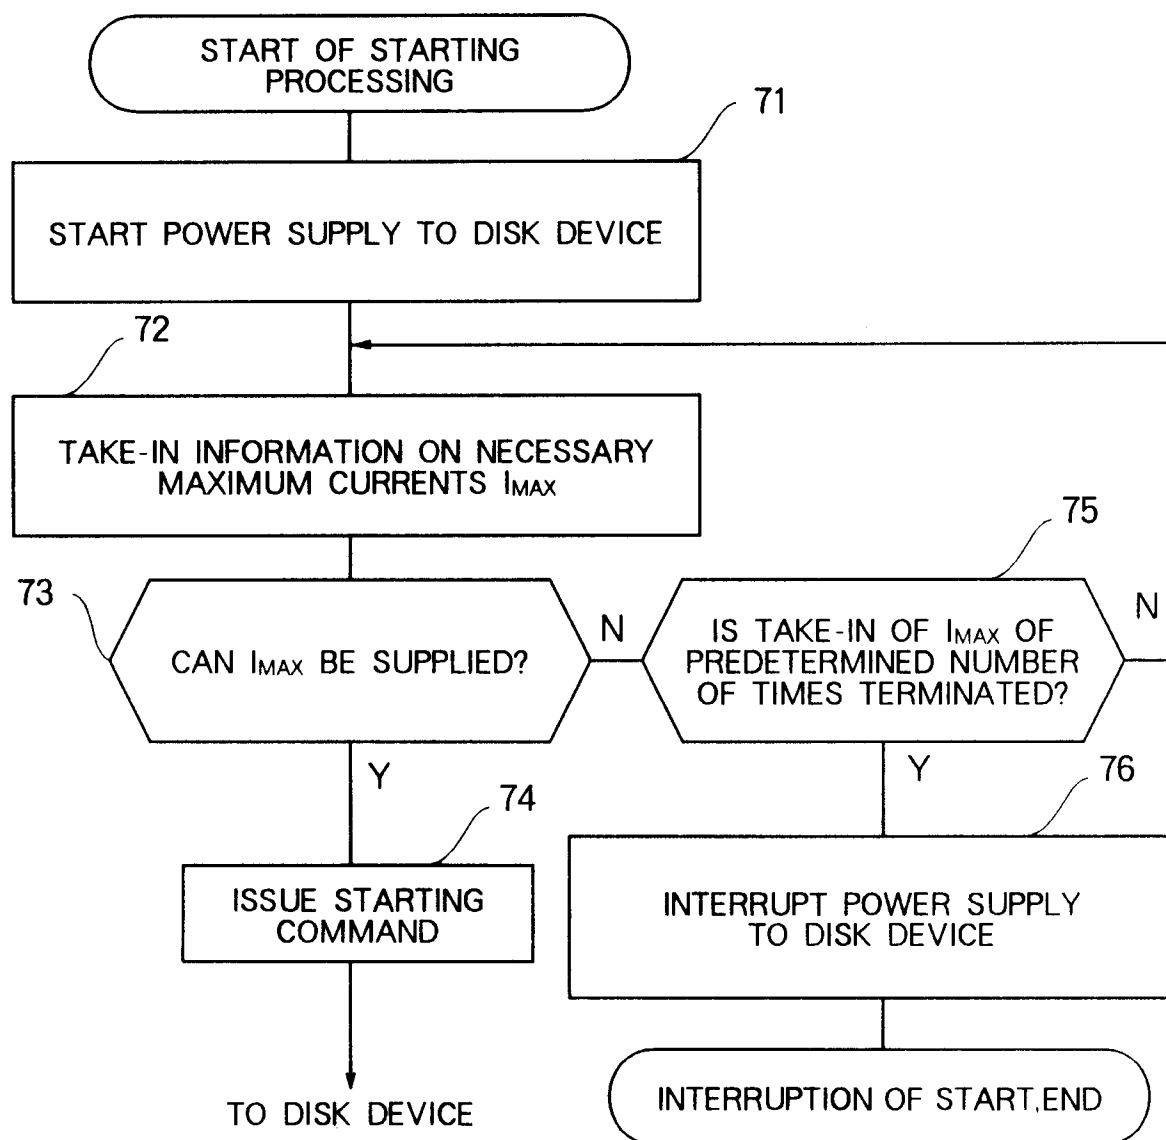 START OF STARTING
PROCESSING
71
START POWER SUPPLY TO DISK DEVICE
72
TAKE-IN INFORMATION ON NECESSARY
MAXIMUM CURRENTS IMAX
73
CAN IMAX BE SUPPLIED?
N
75
IS TAKE-IN OF IMAX OF
PREDETERMINED NUMBER
OF TIMES TERMINATED?
N
Y
74
ISSUE STARTING
COMMAND
TO DISK DEVICE
Y
76
INTERRUPT POWER SUPPLY
TO DISK DEVICE
INTERRUPTION OF START,END